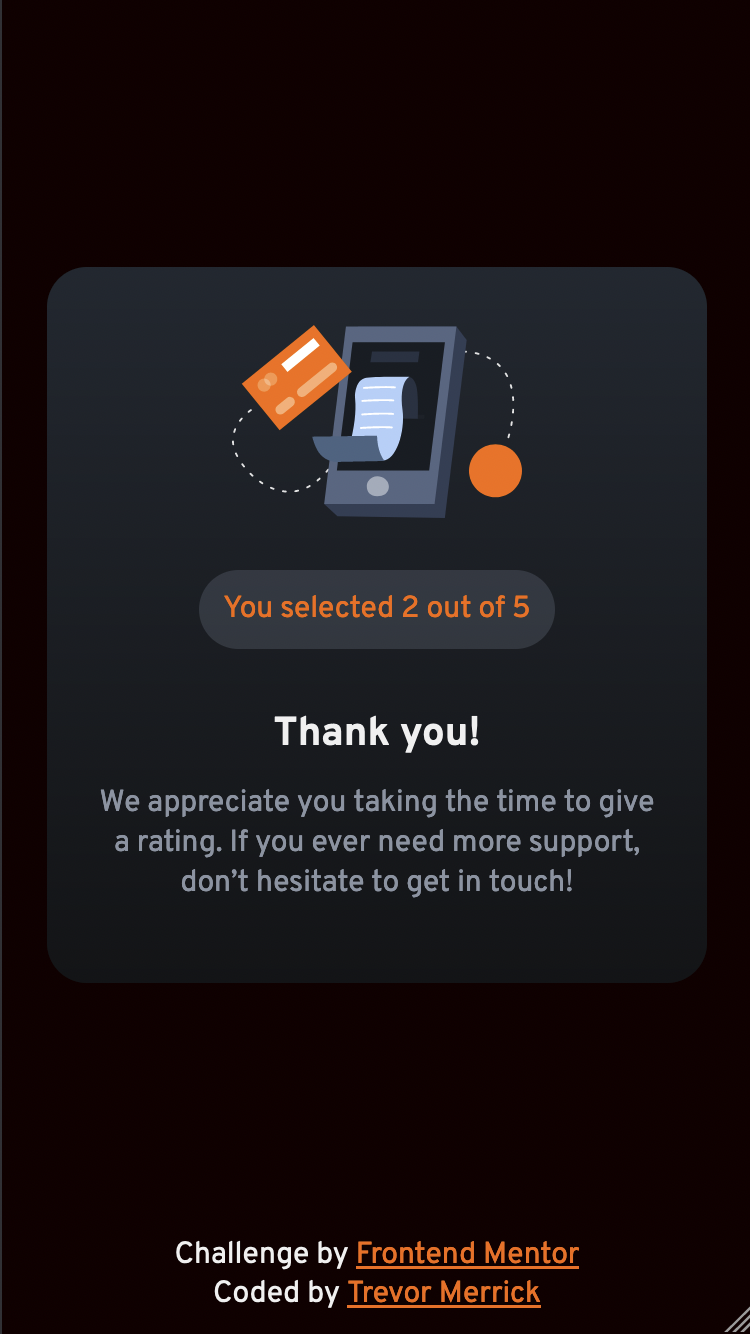 You selected 2 out of 5
Thank you!
We appreciate you taking the time to give
a rating. If you ever need more support,
don’t hesitate to get in touch!
Challenge by Frontend Mentor
Coded by Trevor Merrick